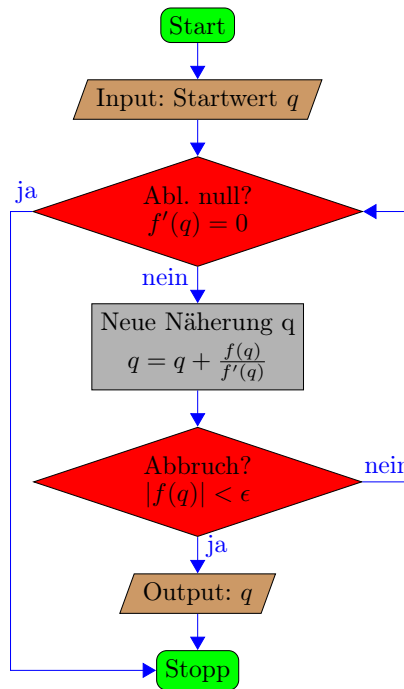 Start
Input: Startwert q
ja
Abl. null?
f′(q) = 0
nein
Neue Näherung q
q = q + f(q)/f′(q)
Abbruch?
|f(q)| < ϵ
nein
ja
Output: q
Stopp